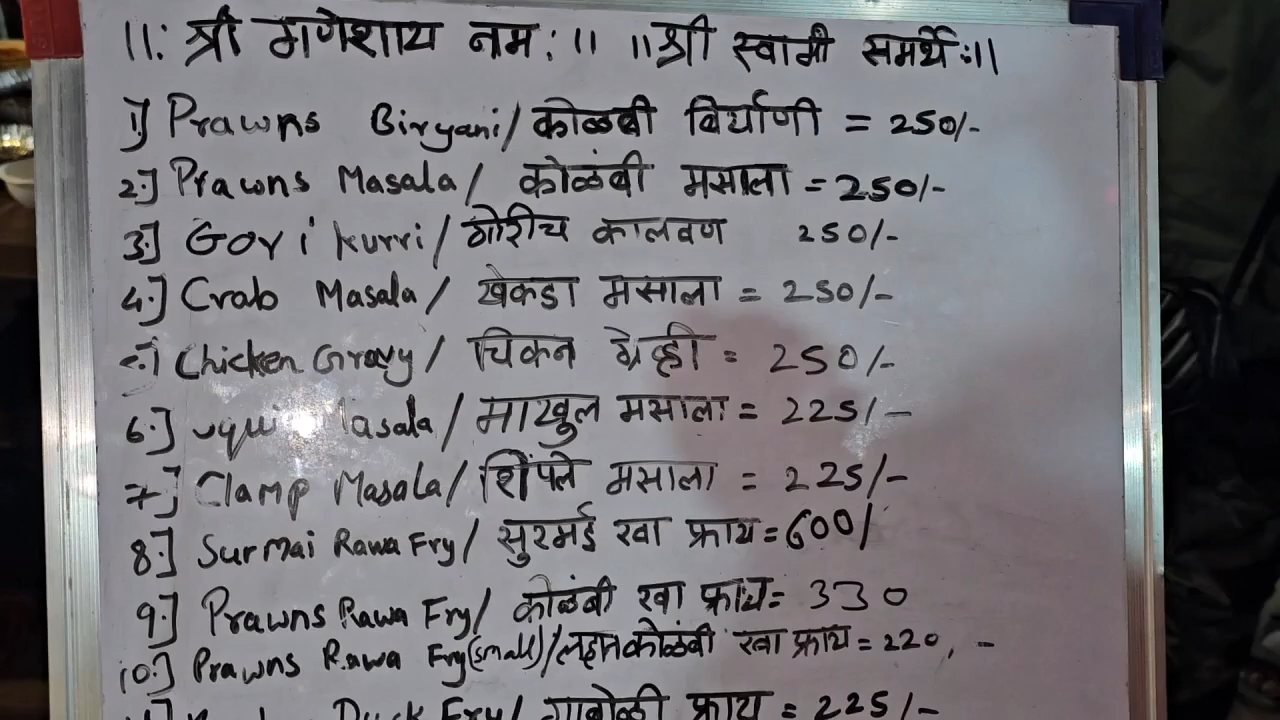 ॥: श्री गणेशाय नम: ॥ ॥श्री स्वामी समर्थ:॥
1.] Prawns Biryani/कोळबी बिर्याणी = 250/-
2.] Prawns Masala/ कोळंबी मसाला = 250/-
3.] Gori kurri/गोरीच कालवण 250/-
4.] Crab Masala/ खेकडा मसाला = 250/-
Chicken Gravy/ चिकन ग्रेव्ही = 250/-
6.] Masala/ माखुल मसाला = 225/-
7.] Clamp Masala/ शिंपले मसाला = 225/-
8.] Surmai Rawa Fry/ सुरमई रवा फ्राय=600/
9.] Prawns Rawa Fry/ कोळंबी रवा फ्राय= 330
10.] Prawns Rawa Fry(small)/लहान कोळंबी रवा फ्राय=220, -
Duck Fry/ गाबोळी फ्राय = 225/-